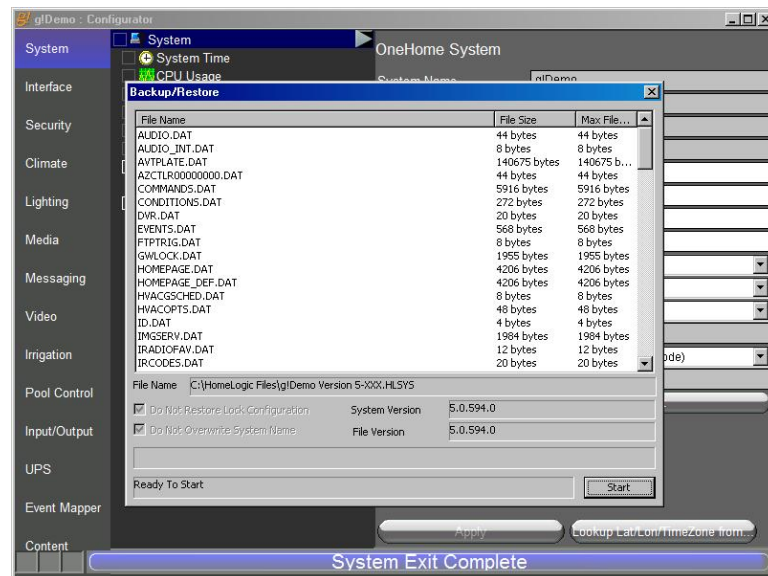 g!Demo : Configurator
System
Interface
Security
Climate
Lighting
Media
Messaging
Video
Irrigation
Pool Control
Input/Output
UPS
Event Mapper
Content
System
System Time
CPU Usage
OneHome System
System Name
g!Demo
Backup/Restore
File Name File Size Max File...
AUDIO.DAT 44 bytes 44 bytes
AUDIO_INT.DAT 8 bytes 8 bytes
AVTPLATE.DAT 140675 bytes 140675 b...
AZCTLR00000000.DAT 44 bytes 44 bytes
COMMANDS.DAT 5916 bytes 5916 bytes
CONDITIONS.DAT 272 bytes 272 bytes
DVR.DAT 20 bytes 20 bytes
EVENTS.DAT 568 bytes 568 bytes
FTPTRIG.DAT 8 bytes 8 bytes
GWLOCK.DAT 1955 bytes 1955 bytes
HOMEPAGE.DAT 4206 bytes 4206 bytes
HOMEPAGE_DEF.DAT 4206 bytes 4206 bytes
HVACGSCHED.DAT 8 bytes 8 bytes
HVACOPTS.DAT 48 bytes 48 bytes
ID.DAT 4 bytes 4 bytes
IMGSERV.DAT 1984 bytes 1984 bytes
IRADIOFAV.DAT 12 bytes 12 bytes
IRCODES.DAT 20 bytes 20 bytes
File Name C:\HomeLogic Files\g!Demo Version 5-XXX.HLSYS
Do Not Restore Lock Configuration System Version 5.0.594.0
Do Not Overwrite System Name File Version 5.0.594.0
Ready To Start
Start
ode)
Apply
Lookup Lat/Lon/TimeZone from...
System Exit Complete